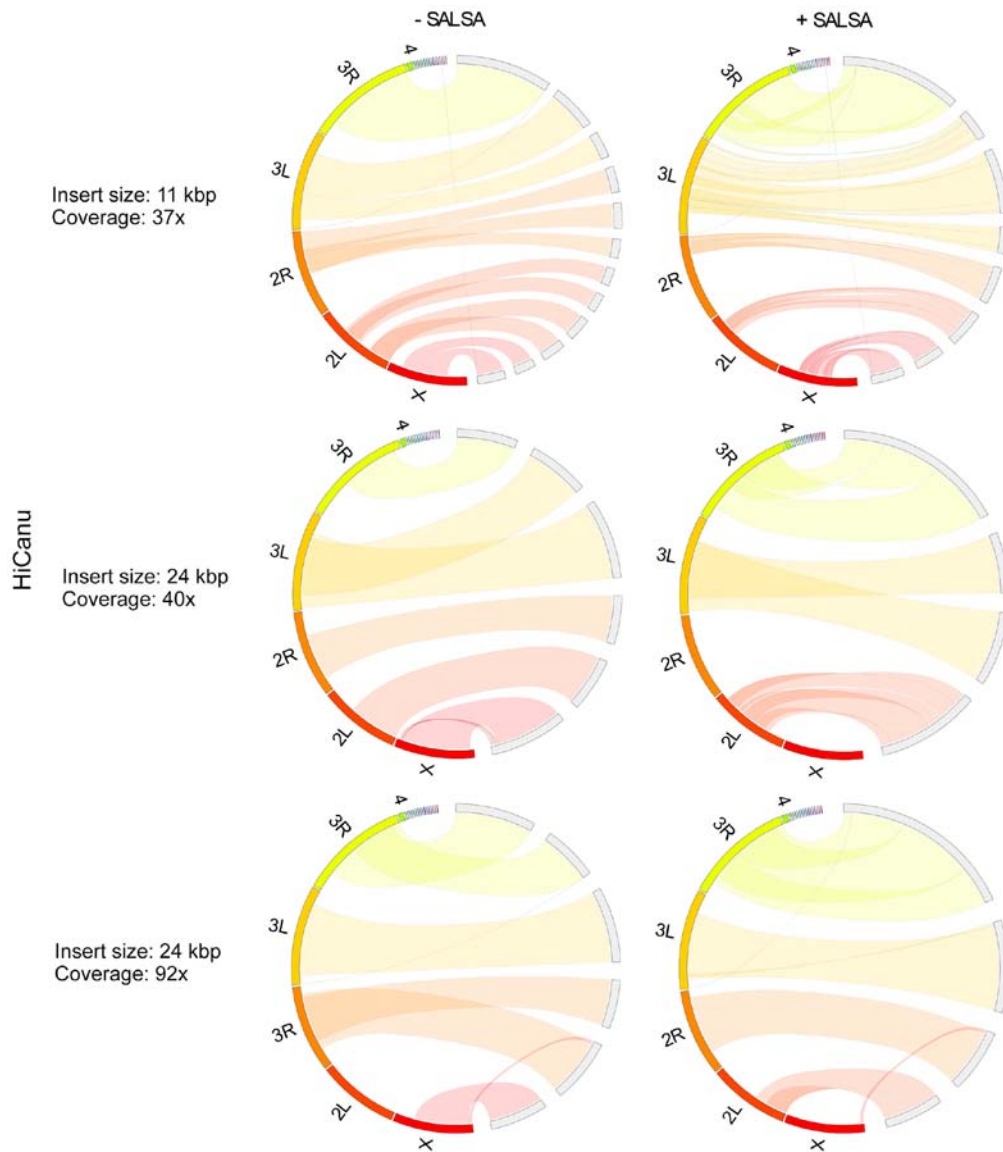 - SALSA
+ SALSA
HiCanu
Insert size: 11 kbp
Coverage: 37x
4
3R
3L
2R
2L
X
4
3R
3L
2R
2L
X
Insert size: 24 kbp
Coverage: 40x
4
3R
3L
2R
2L
X
4
3R
3L
2R
2L
X
Insert size: 24 kbp
Coverage: 92x
4
3R
3L
3R
2L
X
4
3R
3L
2R
2L
X